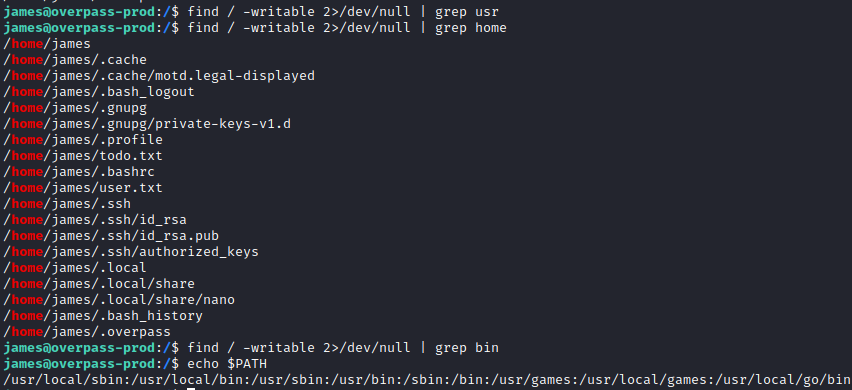 james@overpass-prod:/$ find / -writable 2>/dev/null | grep usr
james@overpass-prod:/$ find / -writable 2>/dev/null | grep home
/home/james
/home/james/.cache
/home/james/.cache/motd.legal-displayed
/home/james/.bash_logout
/home/james/.gnupg
/home/james/.gnupg/private-keys-v1.d
/home/james/.profile
/home/james/todo.txt
/home/james/.bashrc
/home/james/user.txt
/home/james/.ssh
/home/james/.ssh/id_rsa
/home/james/.ssh/id_rsa.pub
/home/james/.ssh/authorized_keys
/home/james/.local
/home/james/.local/share
/home/james/.local/share/nano
/home/james/.bash_history
/home/james/.overpass
james@overpass-prod:/$ find / -writable 2>/dev/null | grep bin
james@overpass-prod:/$ echo $PATH
/usr/local/sbin:/usr/local/bin:/usr/sbin:/usr/bin:/sbin:/bin:/usr/games:/usr/local/games:/usr/local/go/bin